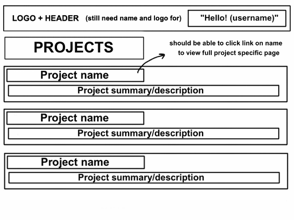 LOGO + HEADER (still need name and logo for) "Hello! (username)"
PROJECTS
should be able to click link on name
to view full project specific page
Project name
Project summary/description
Project name
Project summary/description
Project name
Project summary/description